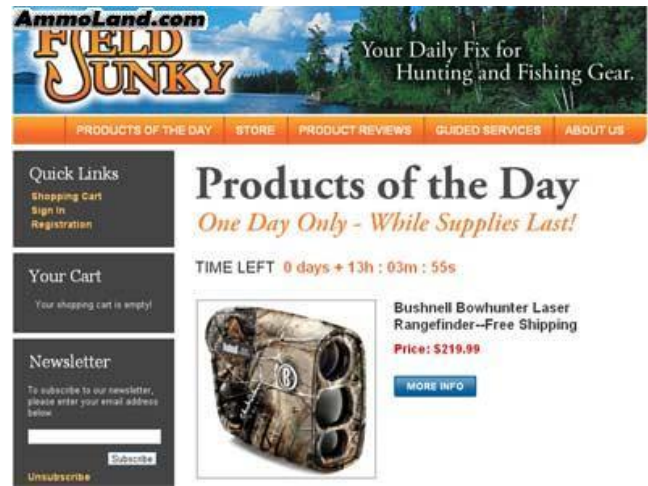 AmmoLand.com
FIELD
JUNKY
Your Daily Fix for
Hunting and Fishing Gear.
PRODUCTS OF THE DAY
STORE
PRODUCT REVIEWS
GUIDED SERVICES
ABOUT US
Quick Links
Shopping Cart
Sign In
Registration
Your Cart
Your shopping cart is empty!
Newsletter
To subscribe to our newsletter,
please enter your email address
below.
Subscribe
Unsubscribe
Products of the Day
One Day Only - While Supplies Last!
TIME LEFT 0 days + 13h : 03m : 55s
Bushnell Bowhunter Laser
Rangefinder--Free Shipping
Price: $219.99
MORE INFO
B